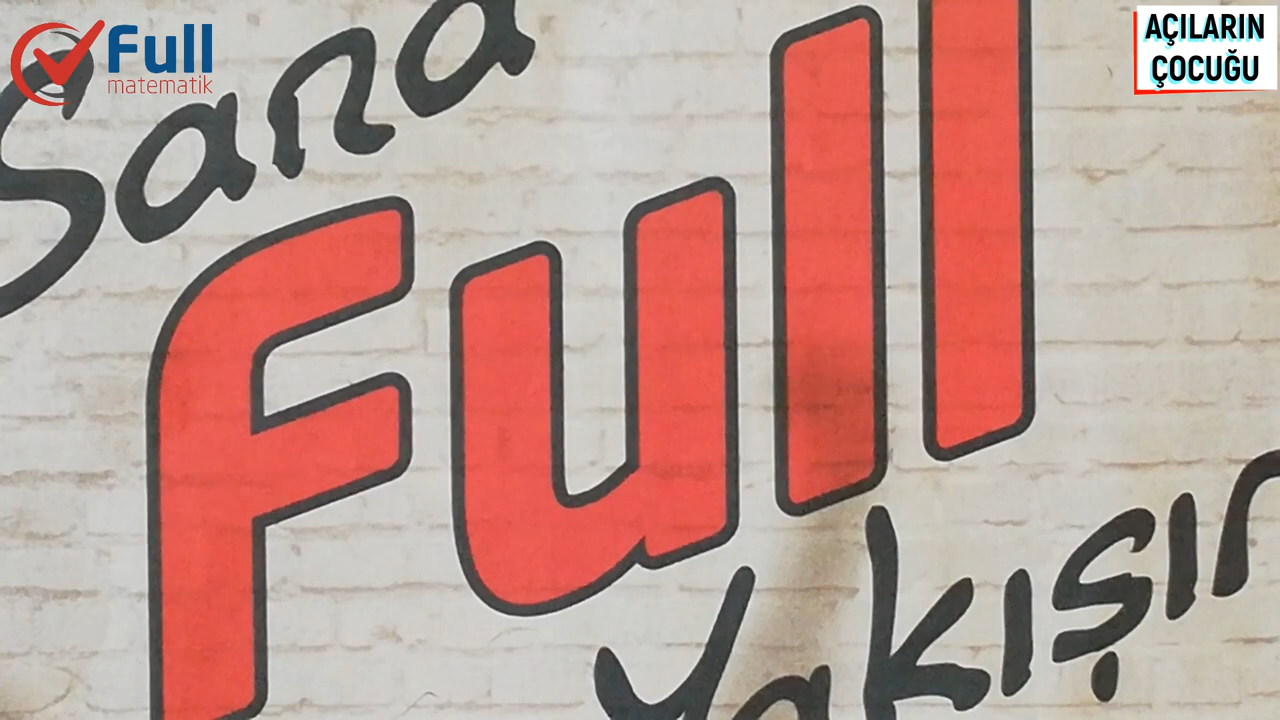 Full
matematik
AÇILARIN
ÇOCUĞU
Sana
Full
Yakışır